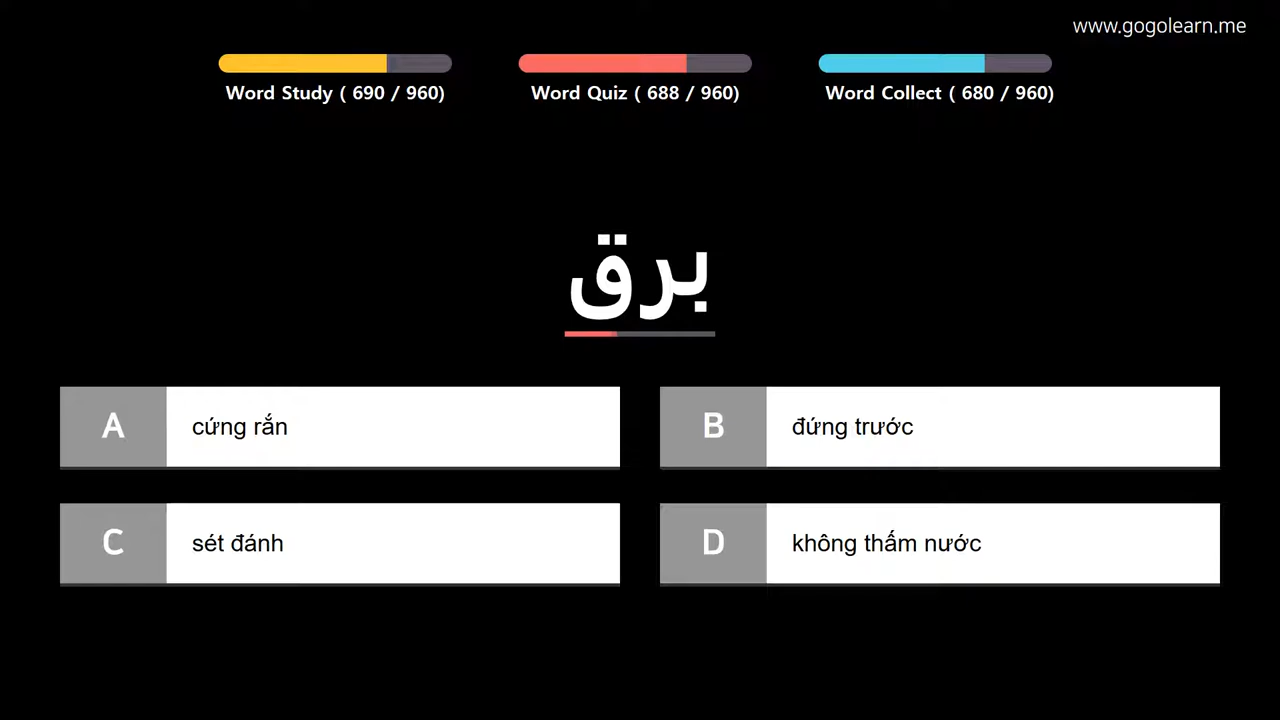 www.gogolearn.me
Word Study ( 690 / 960)
Word Quiz ( 688 / 960)
Word Collect ( 680 / 960)
برق
A cứng rắn
B đứng trước
C sét đánh
D không thấm nước